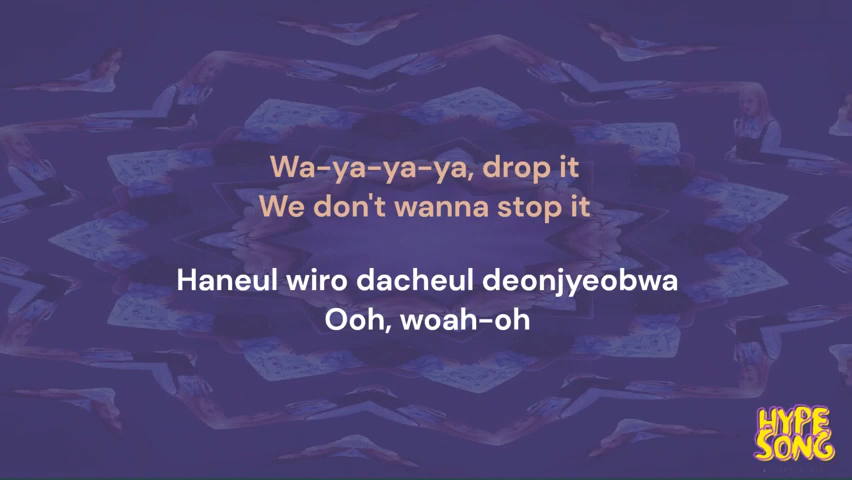 Wa-ya-ya-ya, drop it
We don't wanna stop it
Haneul wiro dacheul deonjyeobwa
Ooh, woah-oh
HYPE
SONG